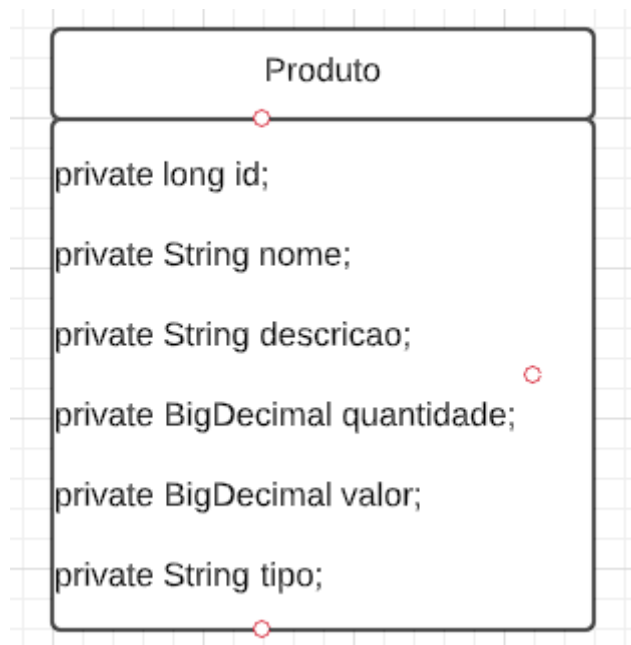 Produto
private long id;
private String nome;
private String descricao;
private BigDecimal quantidade;
private BigDecimal valor;
private String tipo;